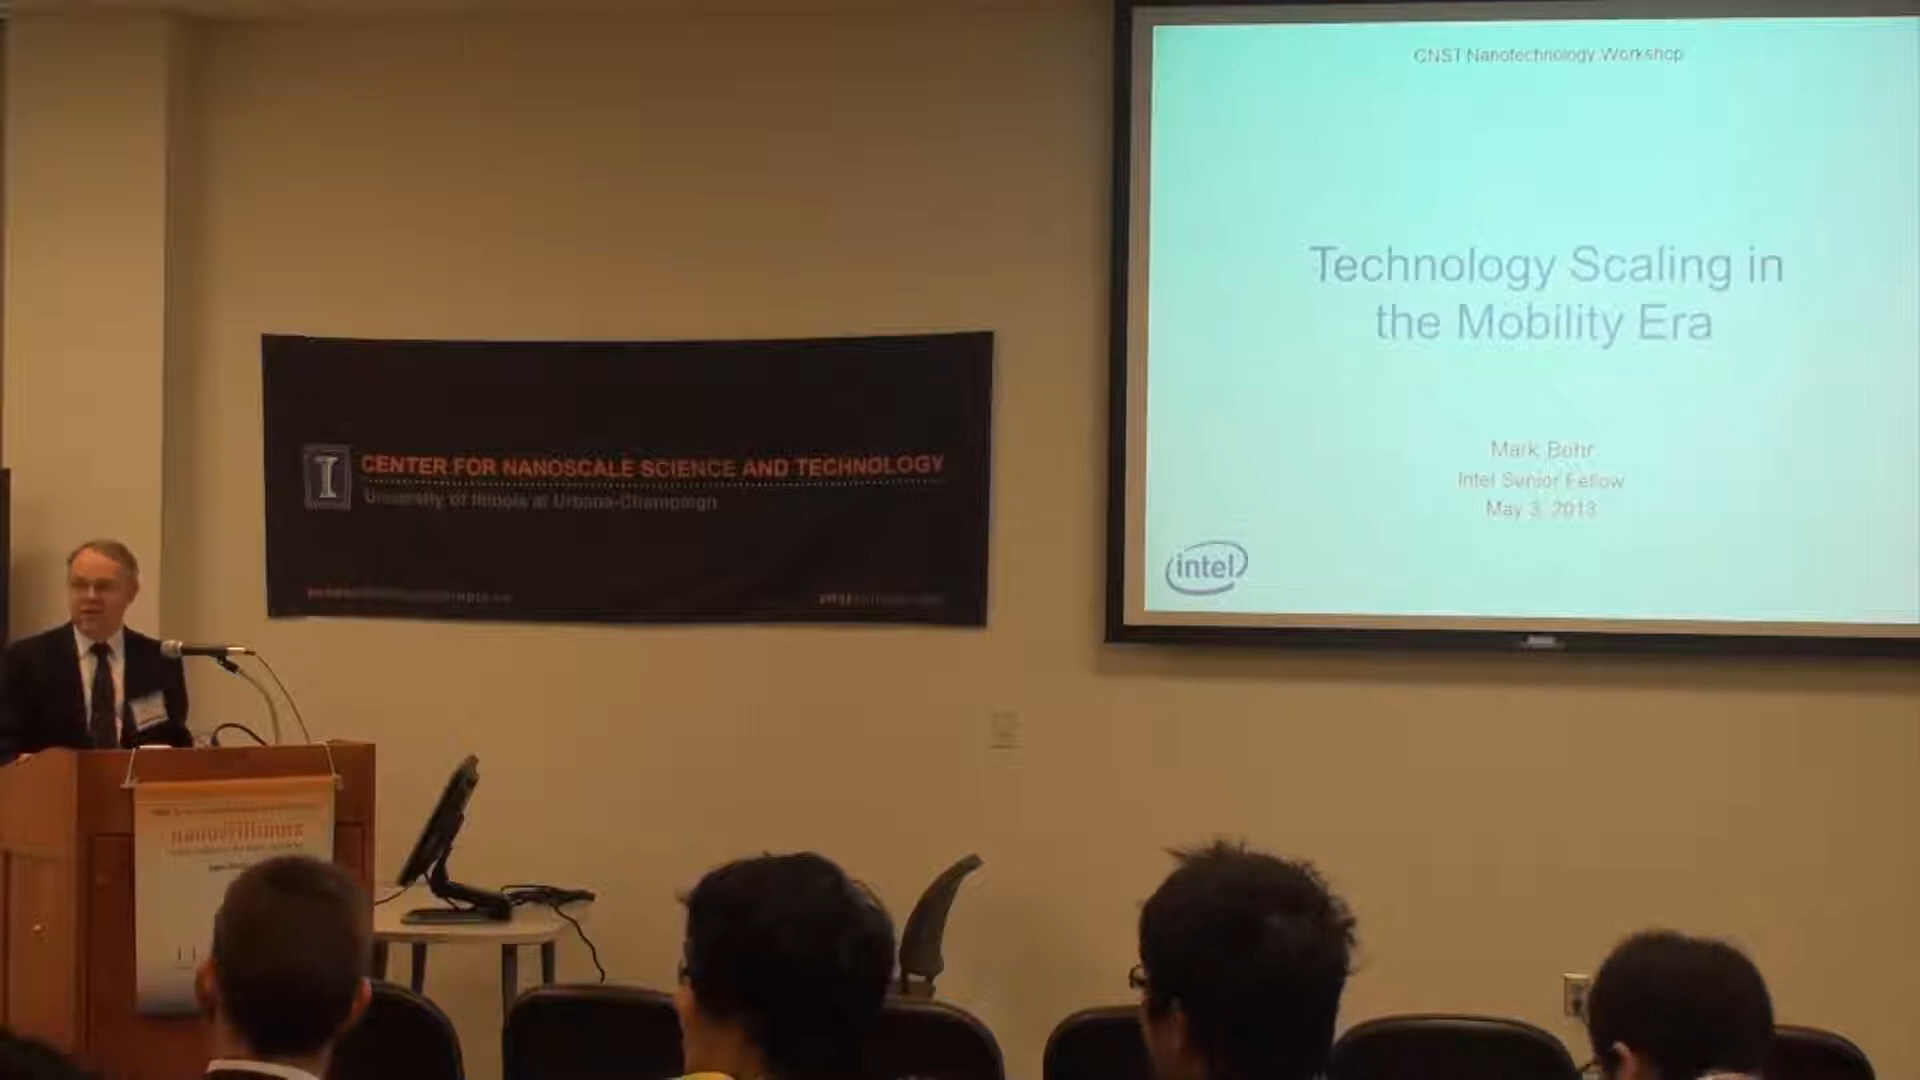 CNST Nanotechnology Workshop
Technology Scaling in
the Mobility Era
Mark Bohr
Intel Senior Fellow
May 3, 2013
intel
I
CENTER FOR NANOSCALE SCIENCE AND TECHNOLOGY
University of Illinois at Urbana-Champaign